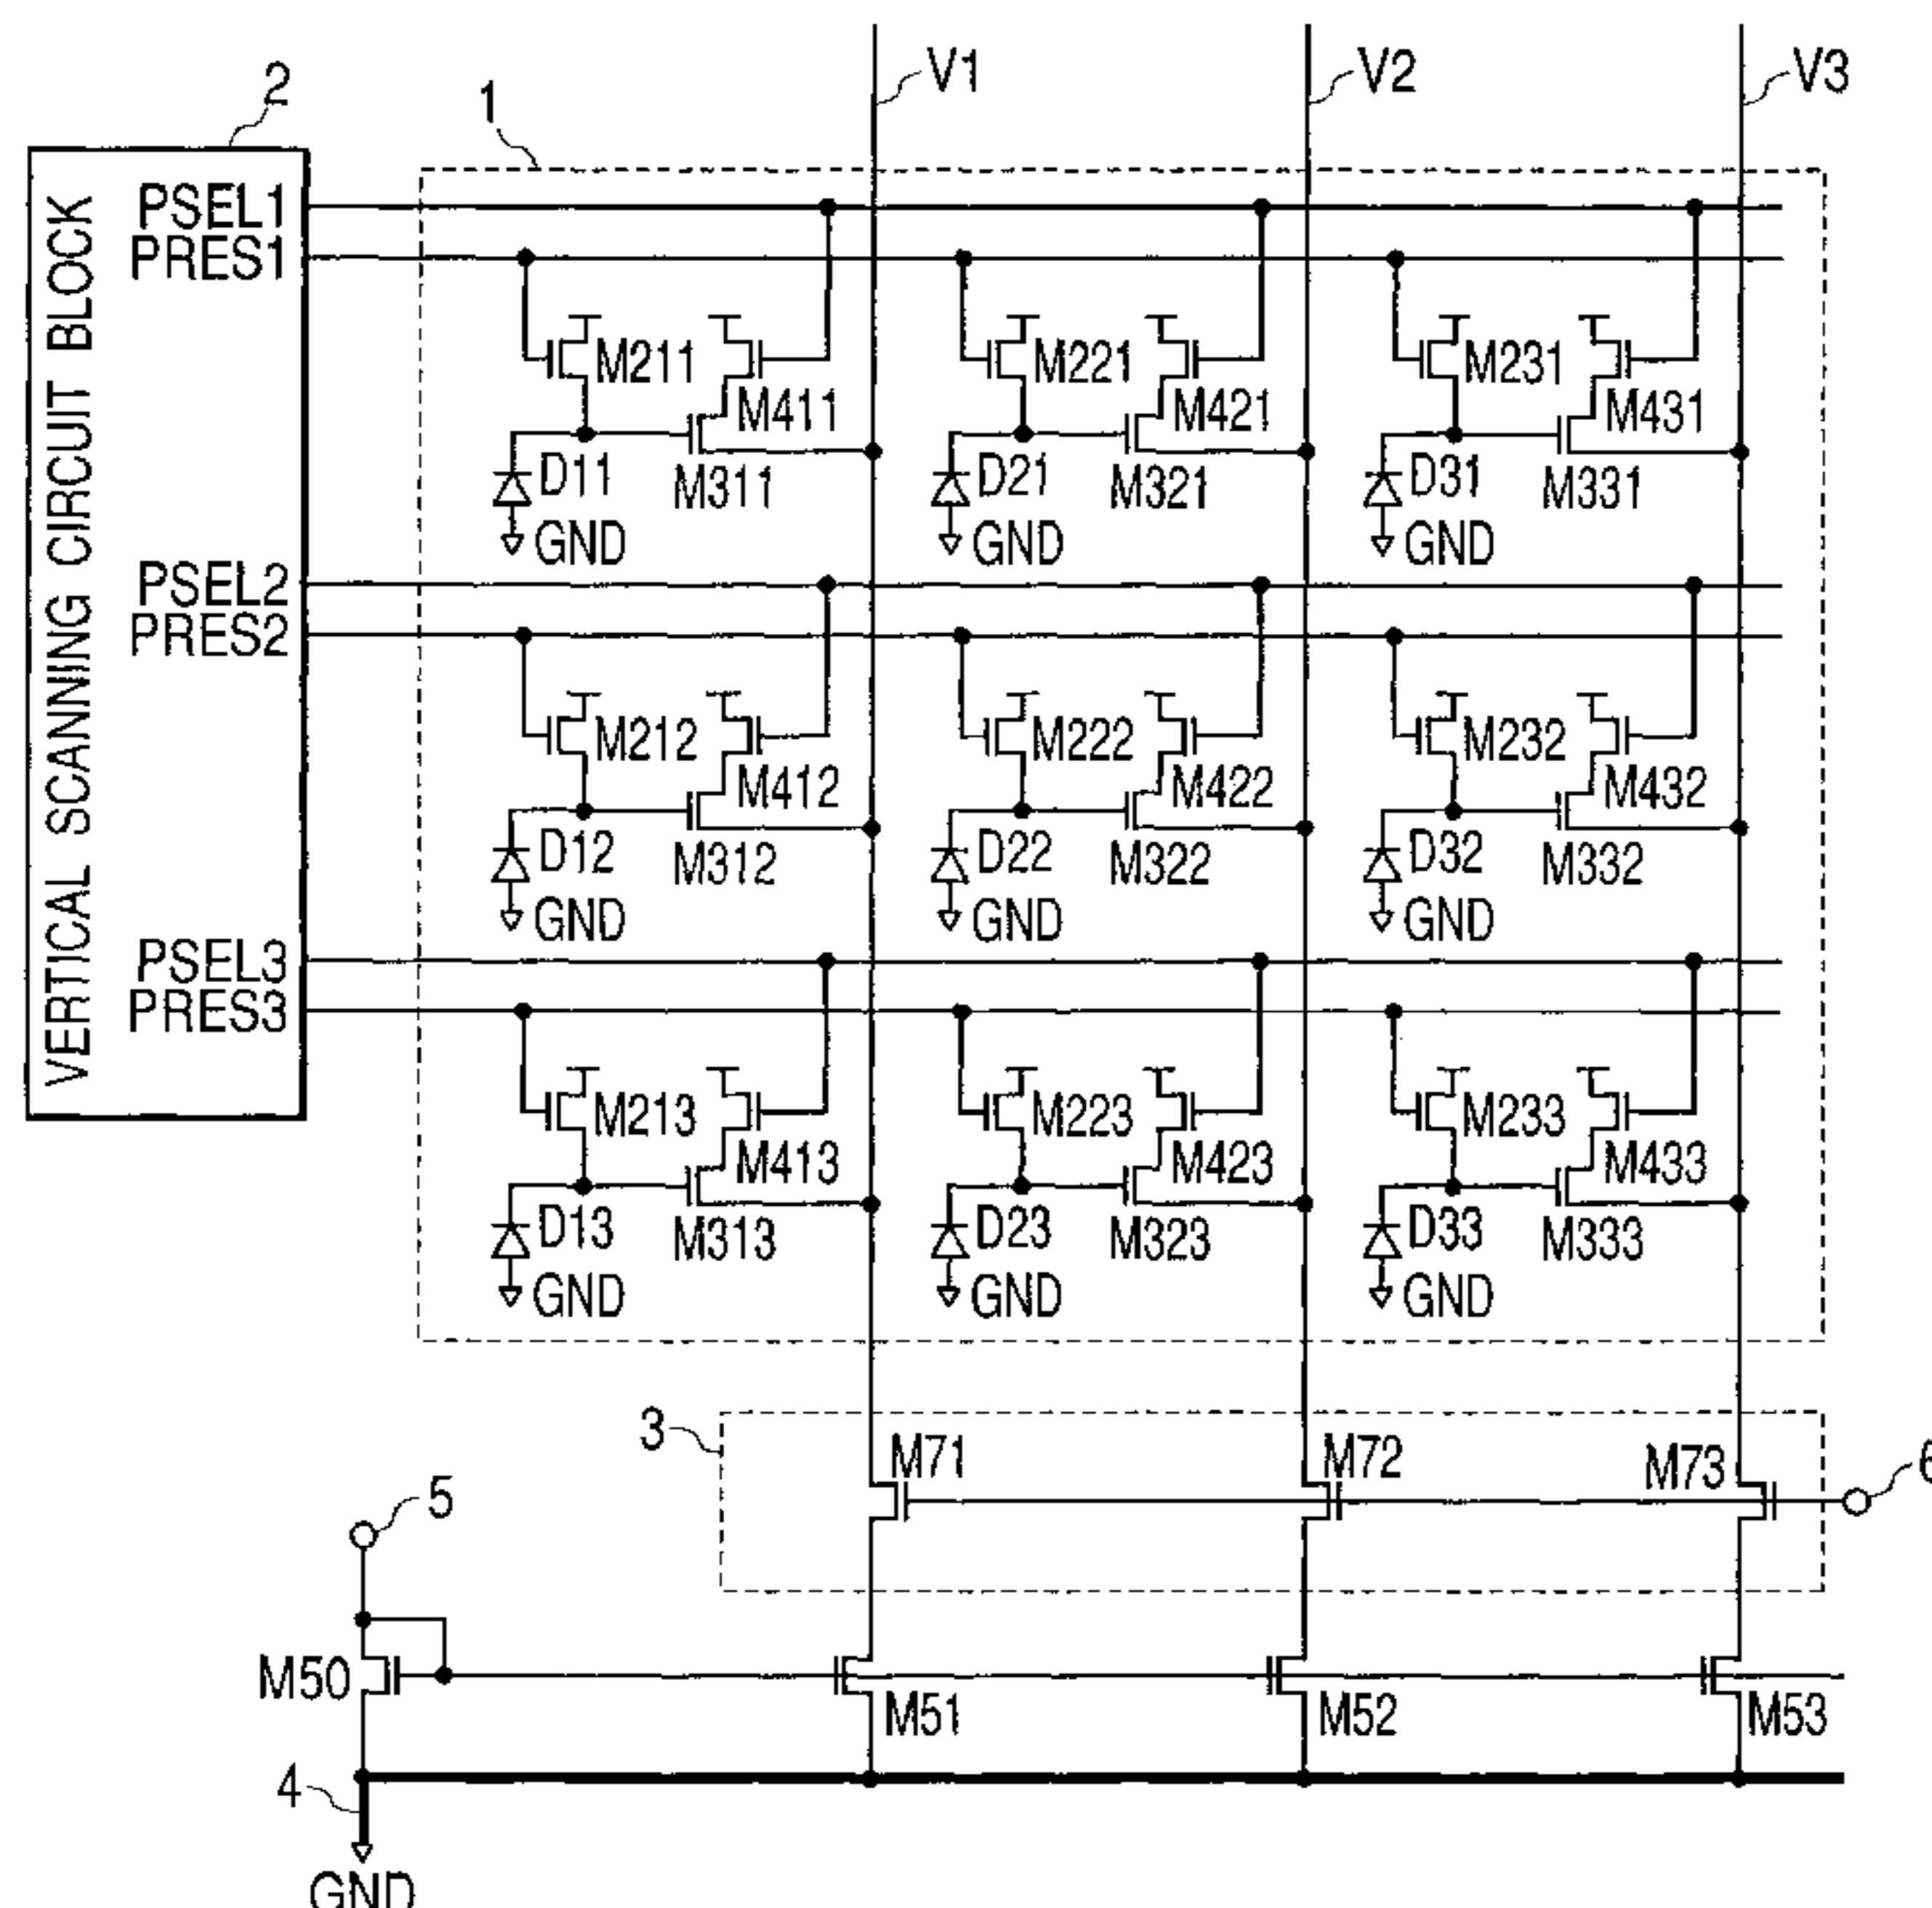 V1
V2
V3
2
1
VERTICAL SCANNING CIRCUIT BLOCK
PSEL1
PRES1
M211
M221
M231
M411
M421
M431
D11
M311
D21
M321
D31
M331
GND
GND
GND
PSEL2
PRES2
M212
M222
M232
M412
M422
M432
D12
M312
D22
M322
D32
M332
GND
GND
GND
PSEL3
PRES3
M213
M223
M233
M413
M423
M433
D13
M313
D23
M323
D33
M333
GND
GND
GND
3
M71
M72
M73
6
5
M50
M51
M52
M53
4
GND